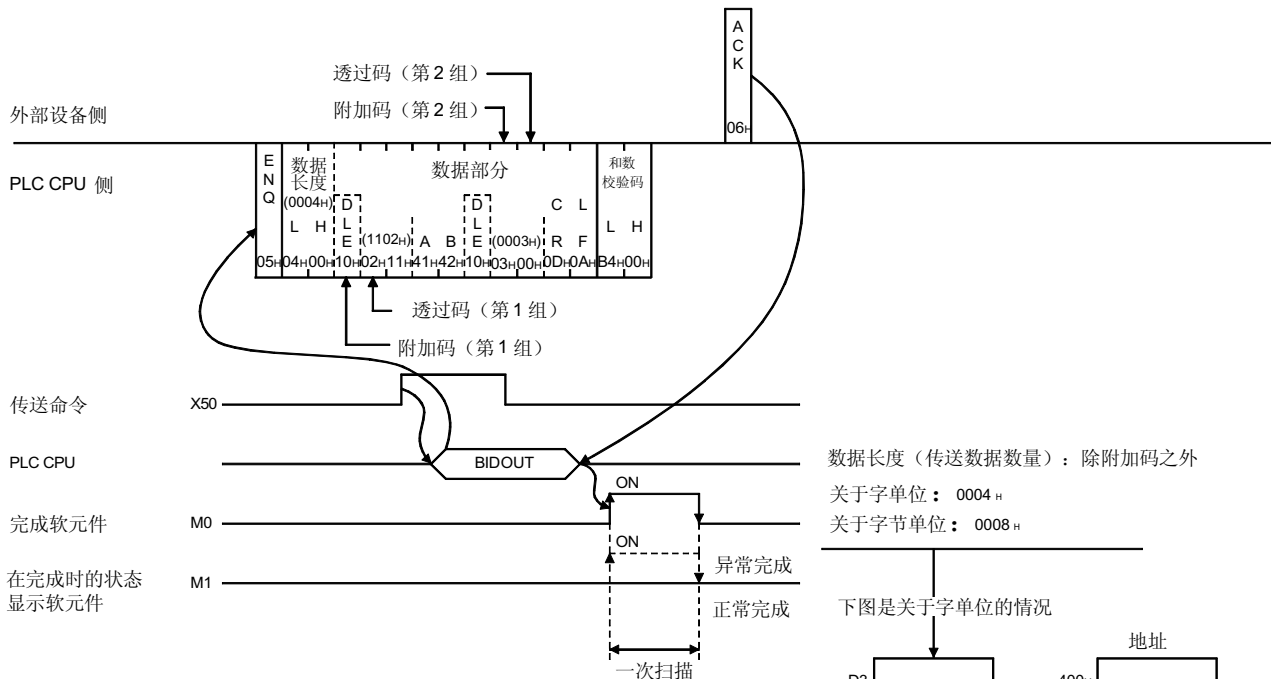 A
C
K
06H
透过码（第2组）
附加码（第2组）
外部设备侧
PLC CPU 侧
E
N
Q
数据
长度
(0004H)
数据部分
和数
校验码
D
L
E
D
L
E
C L
R F
L H
(1102H)
A B
(0003H)
L H
05H 04H 00H 10H 02H 11H 41H 42H 10H 03H 00H 0DH 0AH B4H 00H
透过码（第1组）
附加码（第1组）
传送命令 X50
PLC CPU BIDOUT
数据长度（传送数据数量）：除附加码之外
关于字单位： 0004 H
关于字节单位： 0008 H
ON
完成软元件 M0
ON
异常完成
在完成时的状态
显示软元件
M1
正常完成
下图是关于字单位的情况
一次扫描
地址
D3
400H